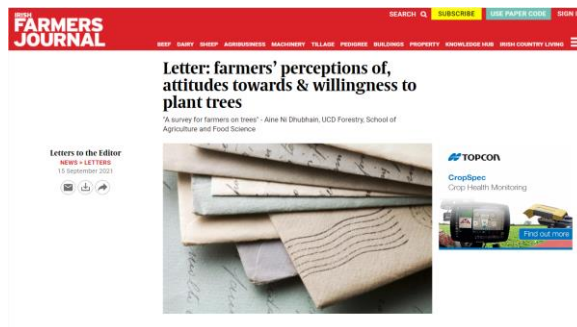 IRISH
FARMERS
JOURNAL
SEARCH
SUBSCRIBE
USE PAPER CODE
SIGN I
BEEF DAIRY SHEEP AGRIBUSINESS MACHINERY TILLAGE PEDIGREE BUILDINGS PROPERTY KNOWLEDGE HUB IRISH COUNTRY LIVING
Letter: farmers' perceptions of,
attitudes towards & willingness to
plant trees
"A survey for farmers on trees" - Aine Ni Dhubhain, UCD Forestry, School of
Agriculture and Food Science
Letters to the Editor
NEWS > LETTERS
15 September 2021
TOPCON
CropSpec
Crop Health Monitoring
Find out more